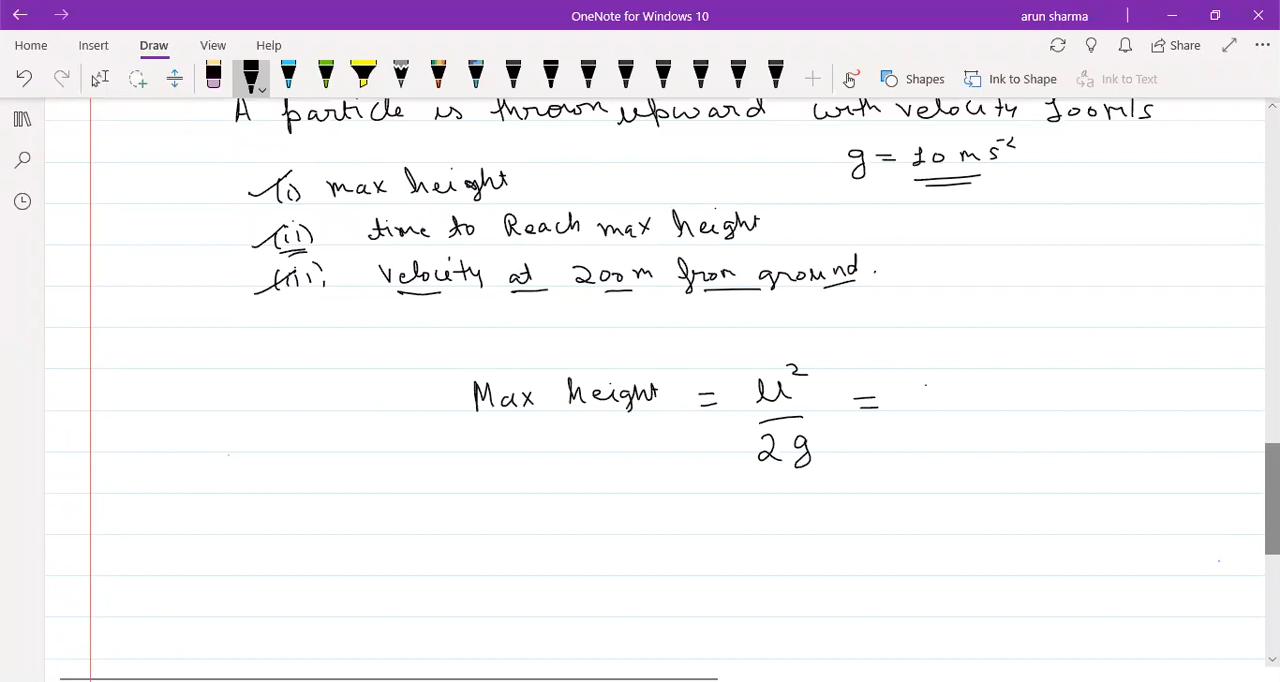 OneNote for Windows 10
arun sharma
Home Insert Draw View Help
Share
Shapes Ink to Shape Ink to Text
A particle is thrown upward with velocity 100m/s
g = 10 m s⁻²
(i) max height
(ii) time to Reach max height
(iii). velocity at 200m from ground.
Max height = u² / 2g =